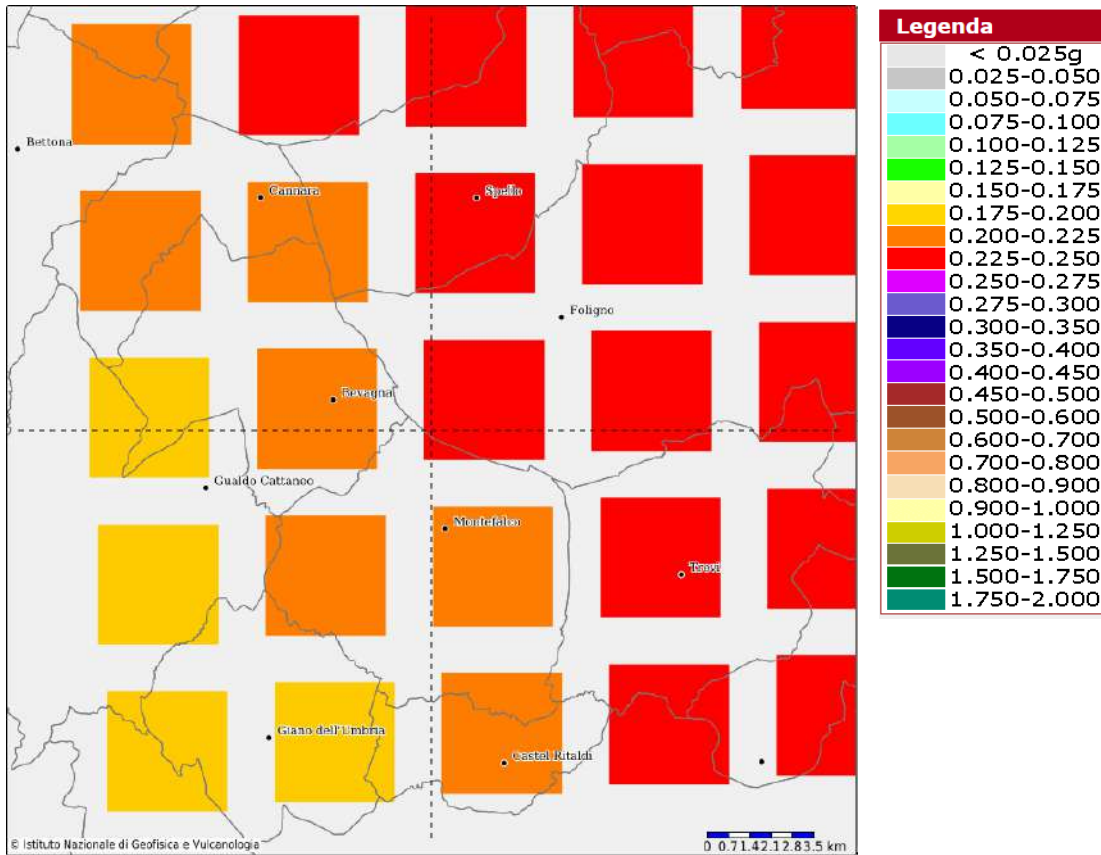 Bettona
Cannara
Spello
Foligno
Bevagna
Gualdo Cattaneo
Montefalco
Trevi
Giano dell'Umbria
Castel Ritaldi
© Istituto Nazionale di Geofisica e Vulcanologia
0 0.71.42.12.83.5 km
Legenda
< 0.025g
0.025-0.050
0.050-0.075
0.075-0.100
0.100-0.125
0.125-0.150
0.150-0.175
0.175-0.200
0.200-0.225
0.225-0.250
0.250-0.275
0.275-0.300
0.300-0.350
0.350-0.400
0.400-0.450
0.450-0.500
0.500-0.600
0.600-0.700
0.700-0.800
0.800-0.900
0.900-1.000
1.000-1.250
1.250-1.500
1.500-1.750
1.750-2.000